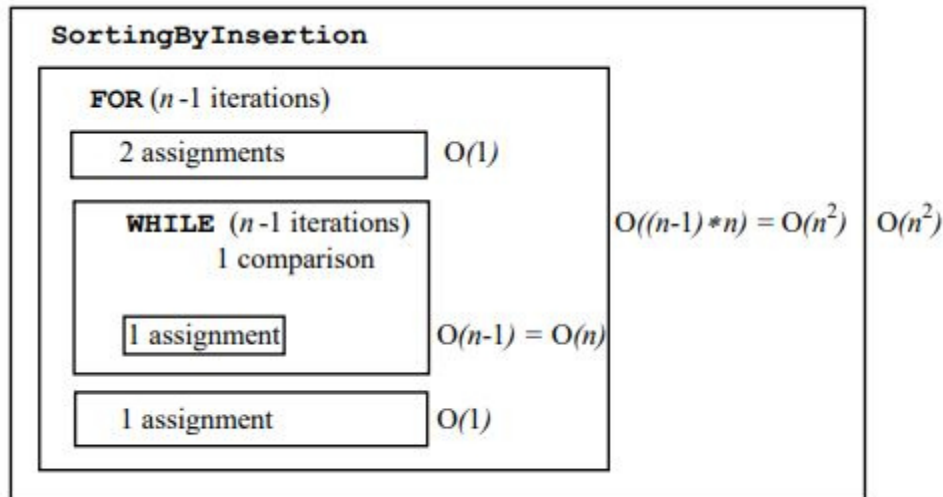 SortingByInsertion
FOR (n-1 iterations)
2 assignments O(1)
WHILE (n-1 iterations)
1 comparison
O((n-1)*n) = O(n²) O(n²)
1 assignment O(n-1) = O(n)
1 assignment O(1)